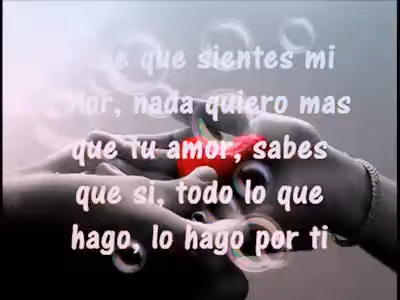 que sientes mi
nada quiero mas
que tu amor, sabes
que si, todo lo que
hago, lo hago por ti